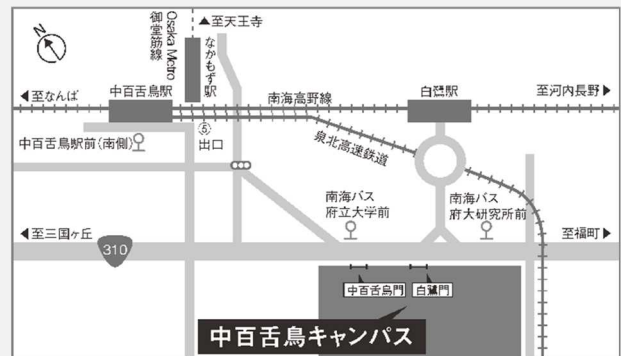 N
Osaka Metro
御堂筋線
▲至天王寺
なかもず駅
◀至なんば
中百舌鳥駅
南海高野線
白鷺駅
至河内長野▶
中百舌鳥駅前(南側)
⑤
出口
泉北高速鉄道
南海バス
府立大学前
南海バス
府大研究所前
◀至三国ヶ丘
310
至福町▶
中百舌鳥門
白鷺門
中百舌鳥キャンパス